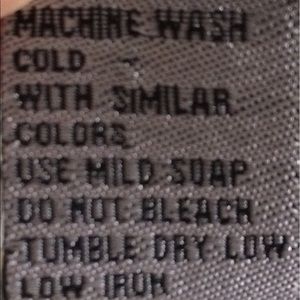 MACHINE WASH
COLD -
WITH SIMILAR
COLORS
USE MILD SOAP
DO NOT BLEACH
TUMBLE DRY LOW
LOW IRON